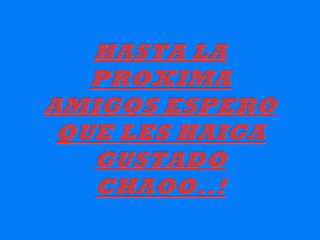 HASTA LA
PROXIMA
AMIGOS ESPERO
QUE LES HAIGA
GUSTADO
CHAOO..!